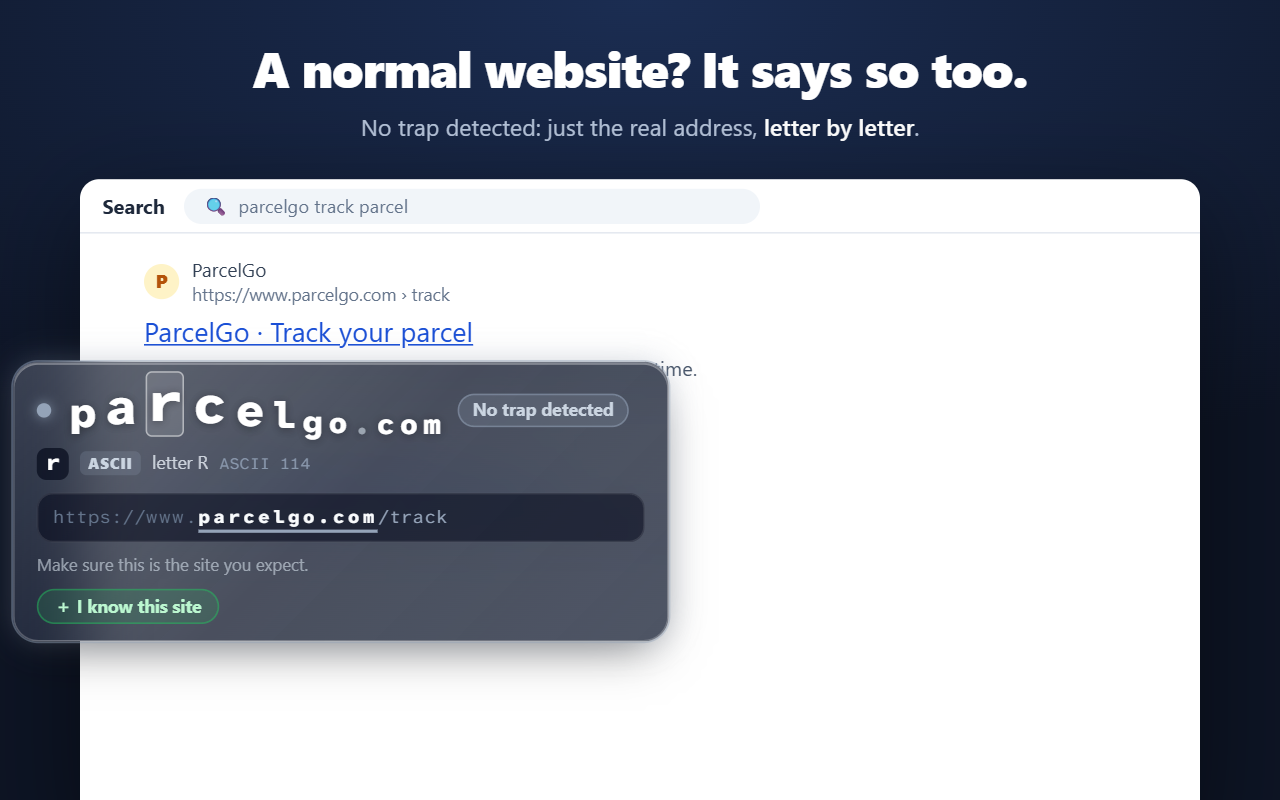 A normal website? It says so too.
No trap detected: just the real address, letter by letter.
Search
parcelgo track parcel
P
ParcelGo
https://www.parcelgo.com › track
ParcelGo · Track your parcel
time.
parcelgo.com
No trap detected
r ASCII letter R ASCII 114
https://www.parcelgo.com/track
Make sure this is the site you expect.
+ I know this site